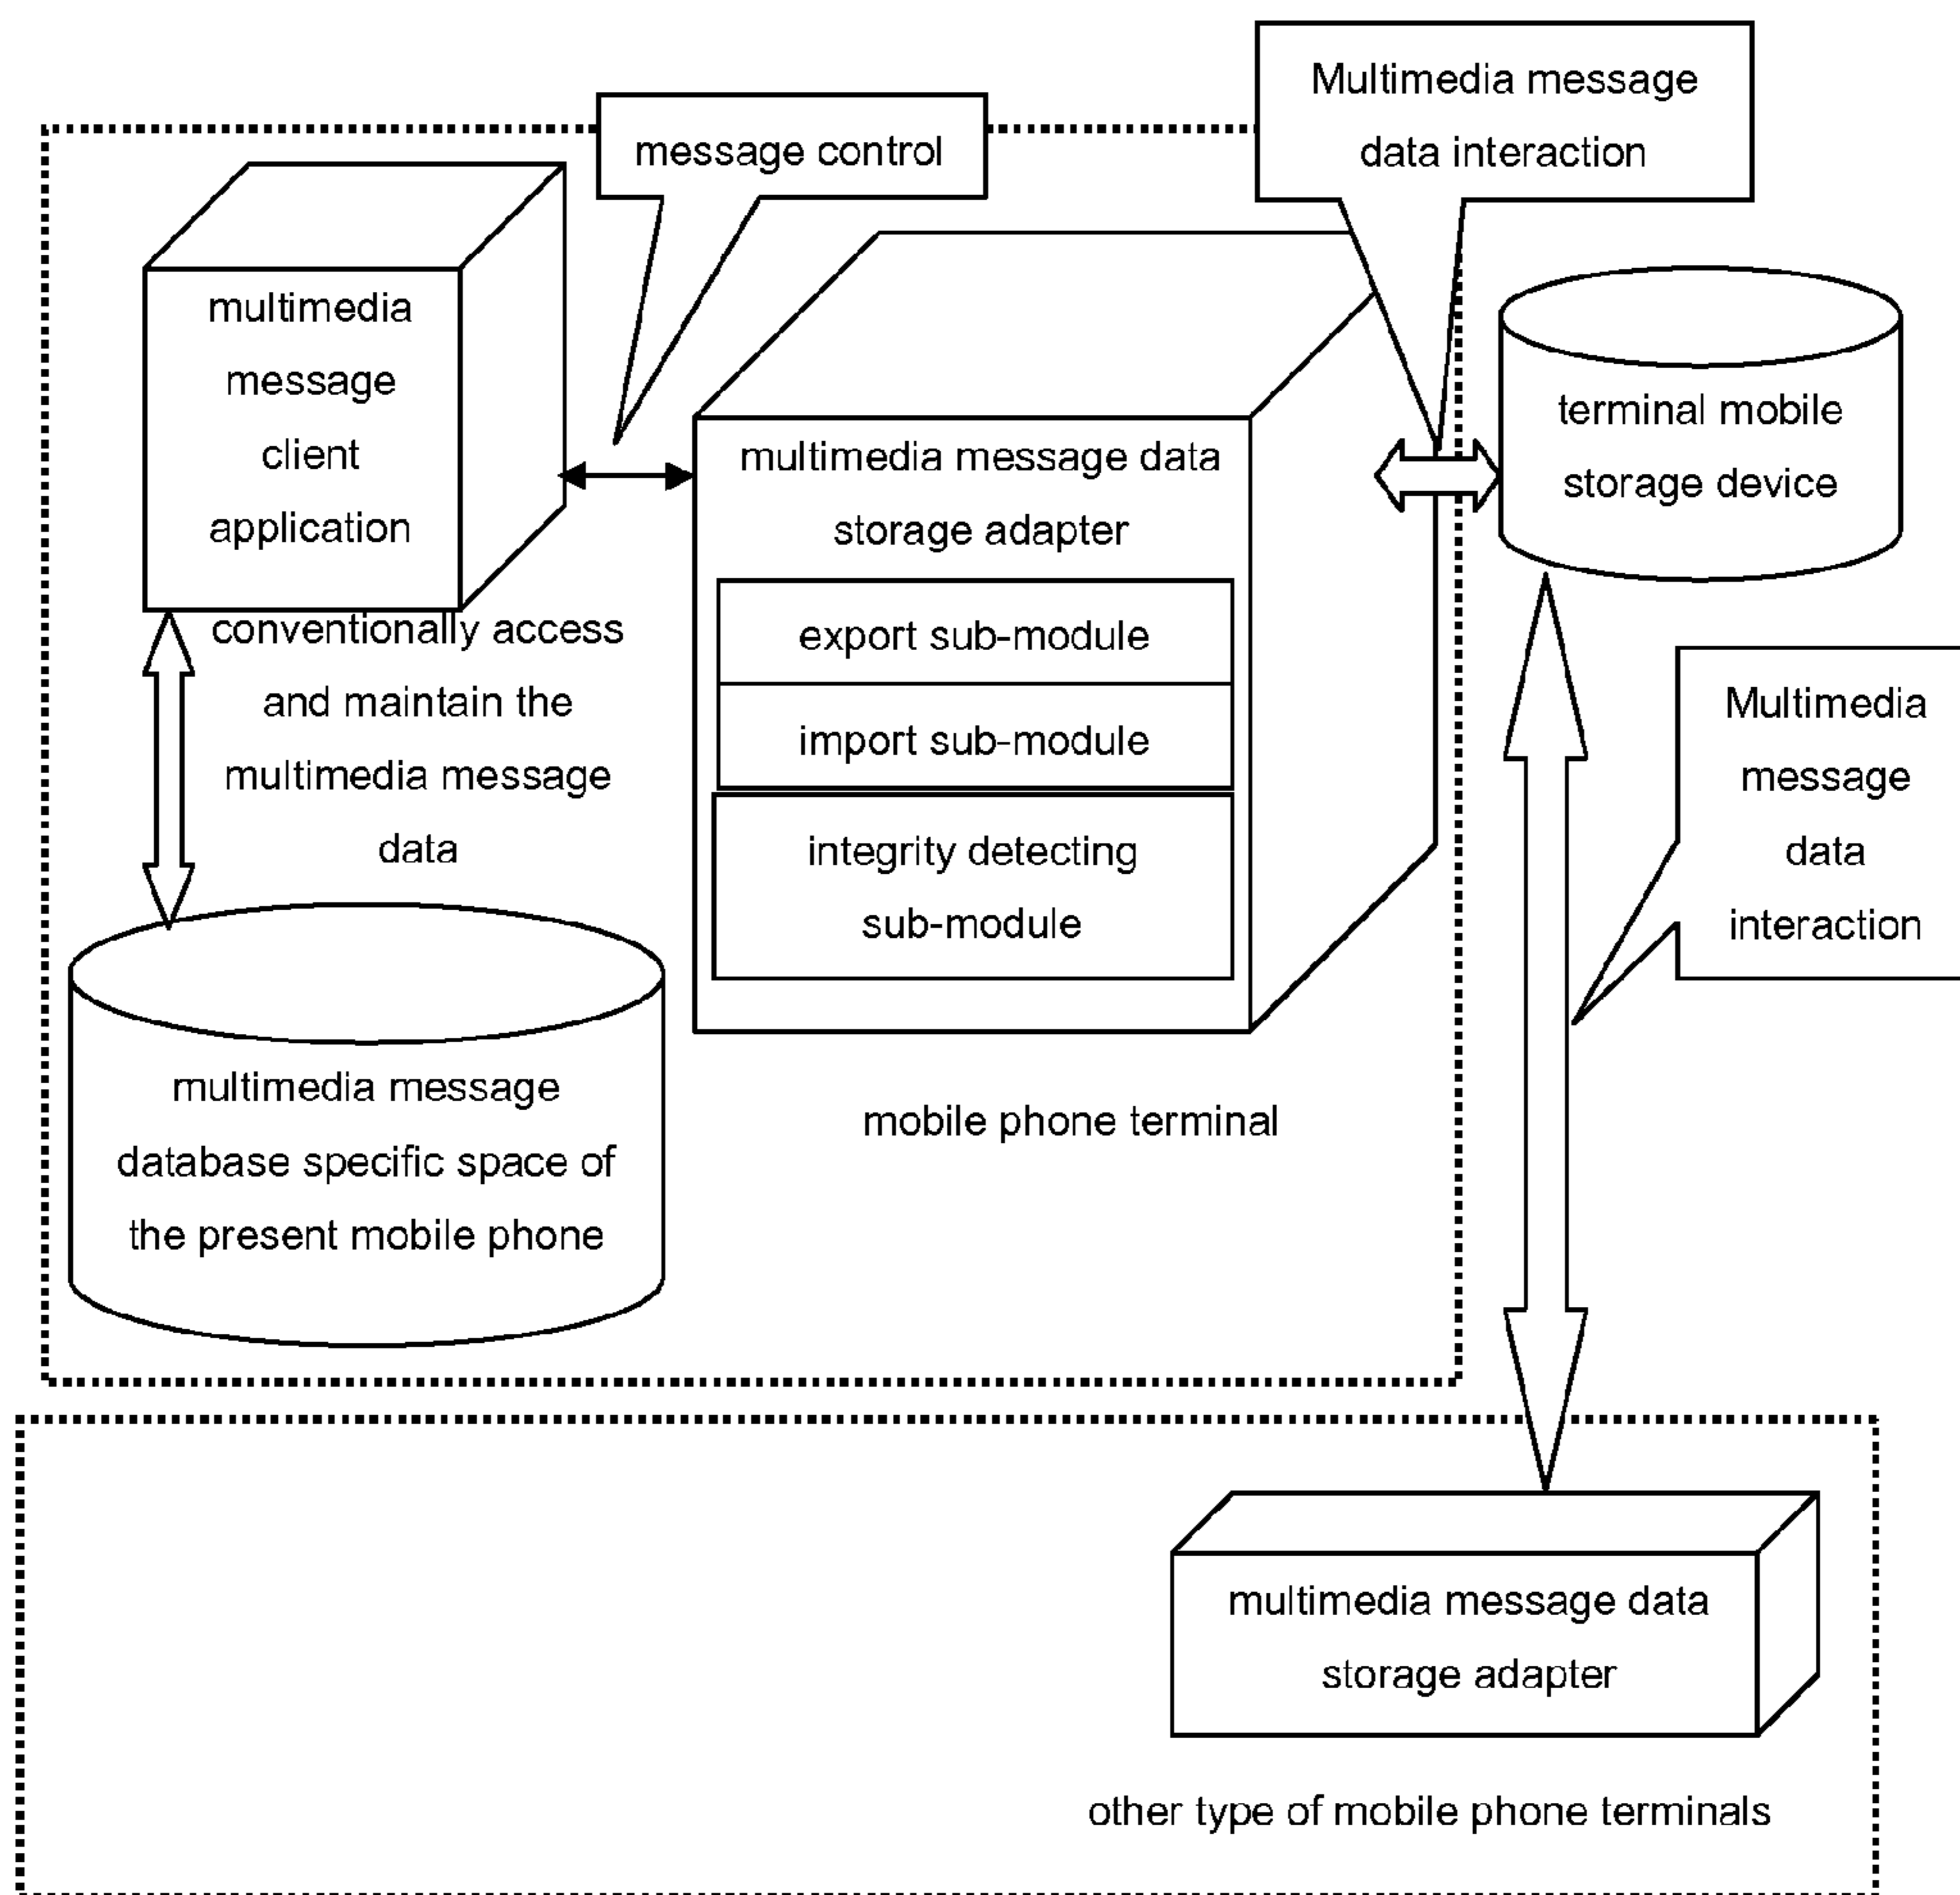 Multimedia message
data interaction
message control
multimedia
message
client
application
multimedia message data
storage adapter
export sub-module
import sub-module
integrity detecting
sub-module
terminal mobile
storage device
conventionally access
and maintain the
multimedia message
data
Multimedia
message
data
interaction
multimedia message
database specific space of
the present mobile phone
mobile phone terminal
multimedia message data
storage adapter
other type of mobile phone terminals